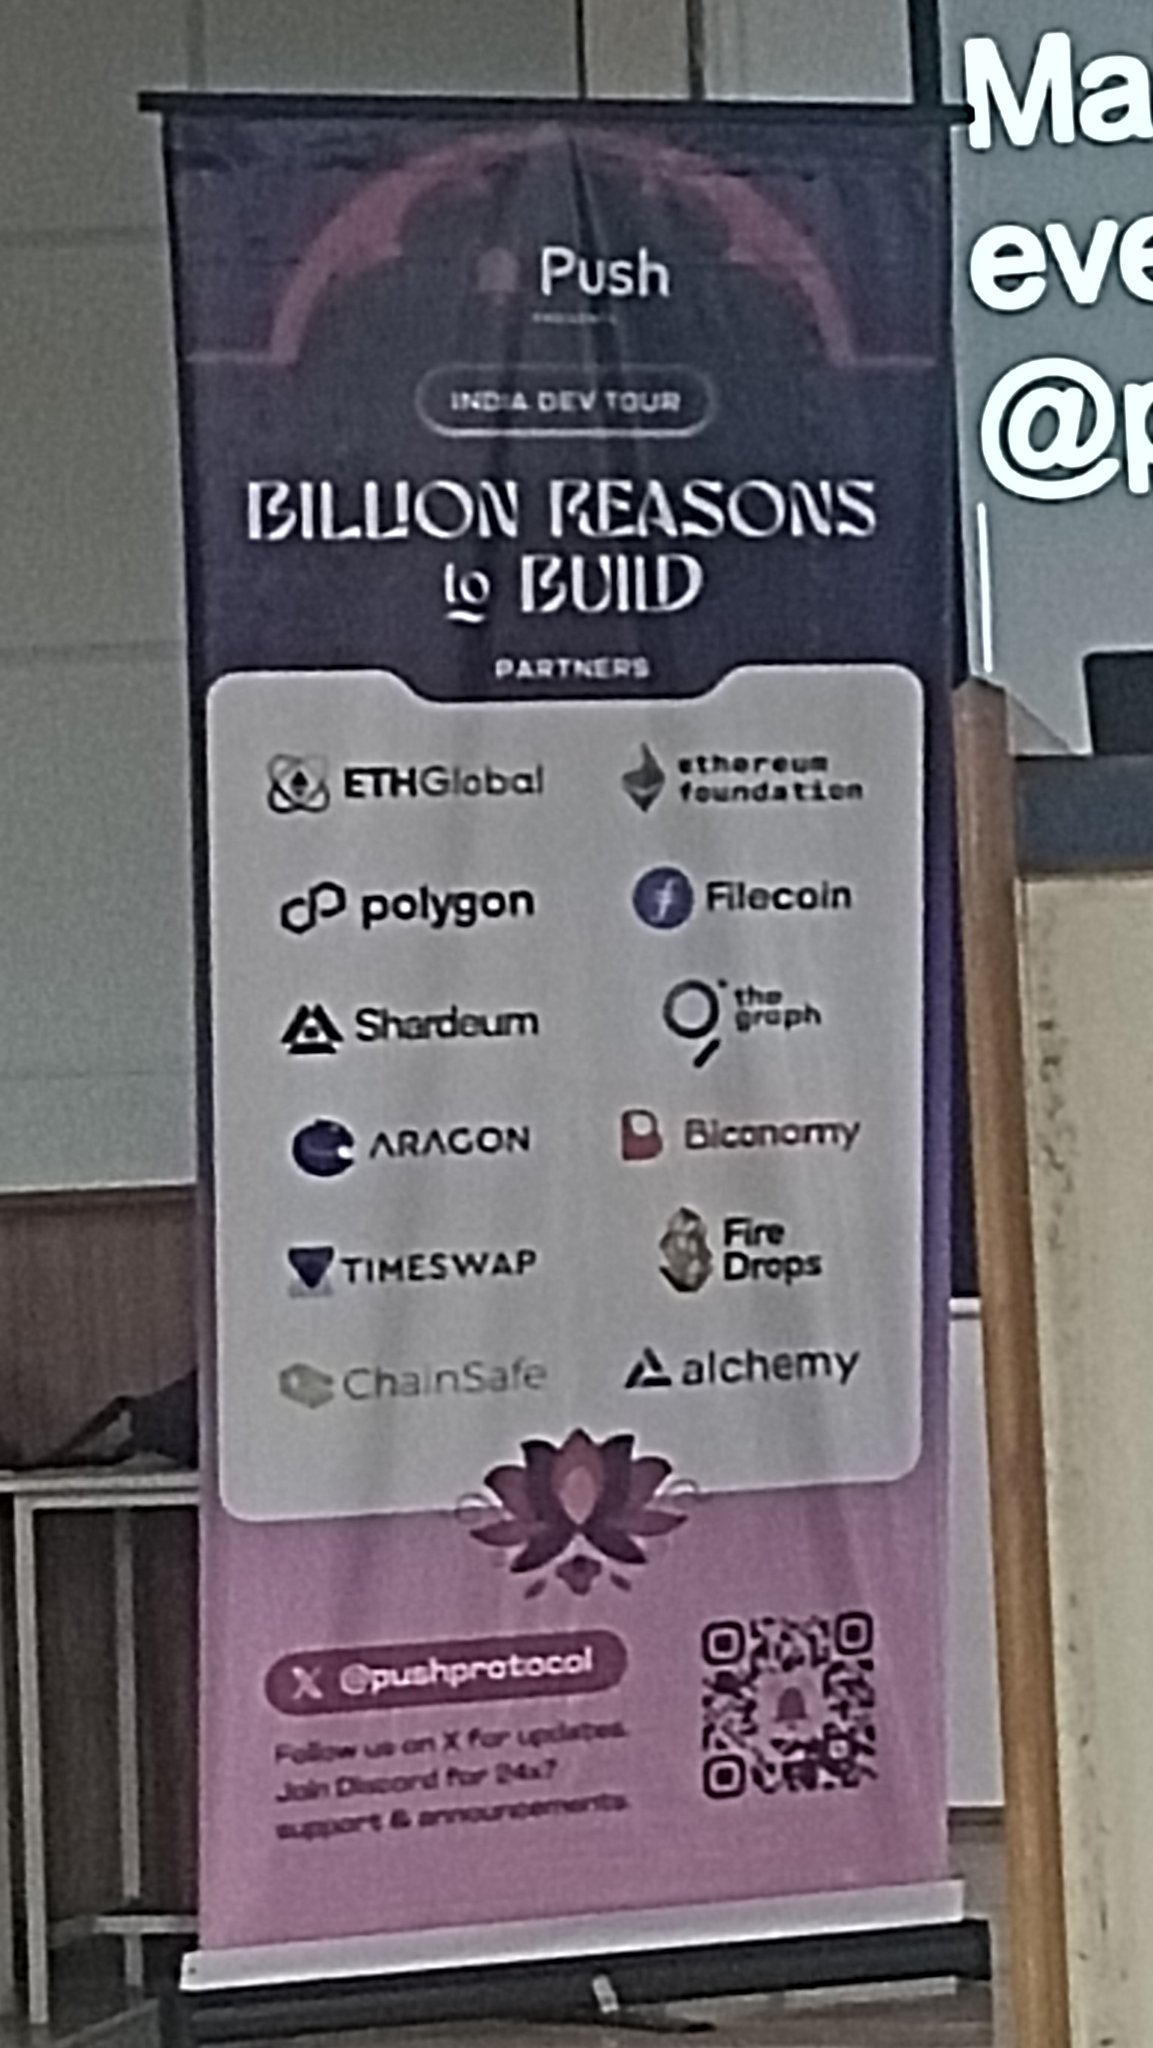 Push
PRESENTS
INDIA DEV TOUR
BILLION REASONS
to BUILD
PARTNERS
ETHGlobal
ethereum
foundation
polygon
Filecoin
Shardeum
the
graph
ARAGON
Biconomy
TIMESWAP
Fire
Drops
ChainSafe
alchemy
X @pushprotocol
Follow us on X for updates.
Join Discord for 24x7
support & announcements.
Ma
eve
@p